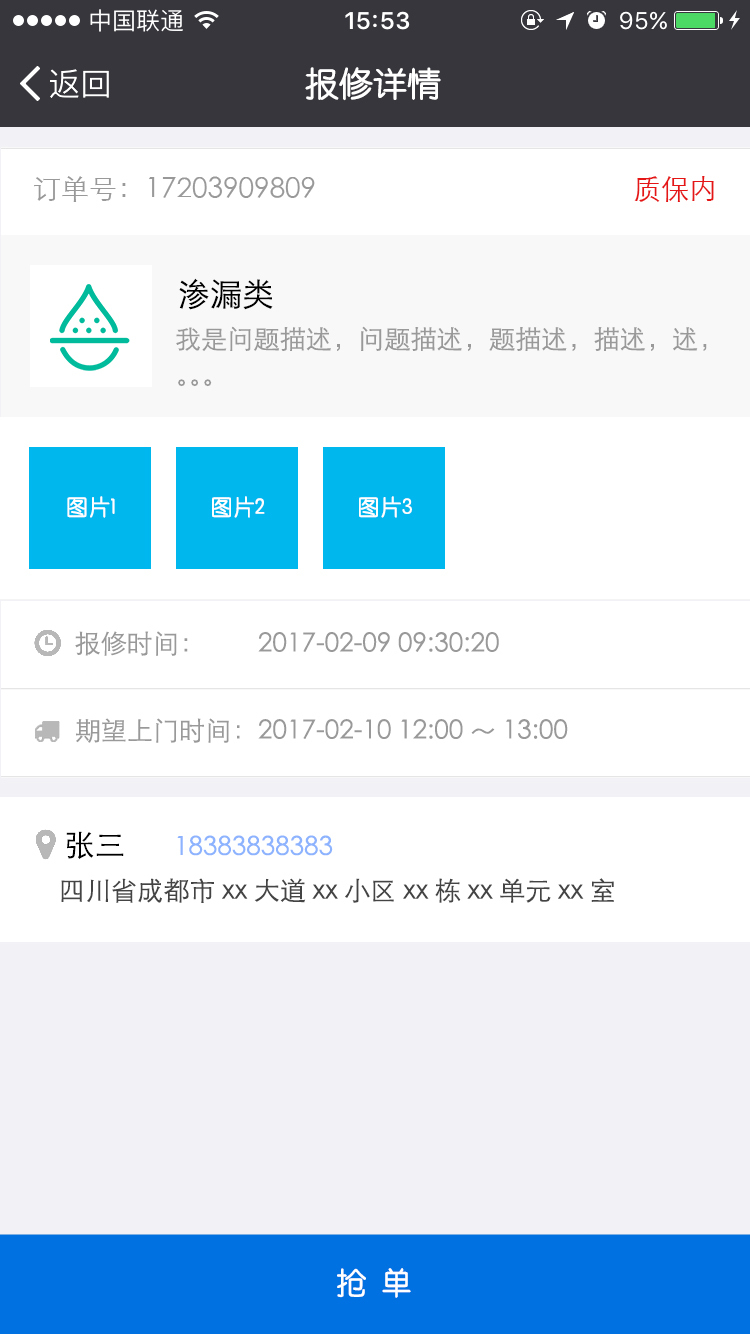 中国联通 15:53 95%
返回 报修详情
订单号：17203909809 质保内
渗漏类
我是问题描述，问题描述，题描述，描述，述，
。。。
图片1 图片2 图片3
报修时间： 2017-02-09 09:30:20
期望上门时间：2017-02-10 12:00 ～ 13:00
张三 18383838383
四川省成都市 xx 大道 xx 小区 xx 栋 xx 单元 xx 室
抢 单